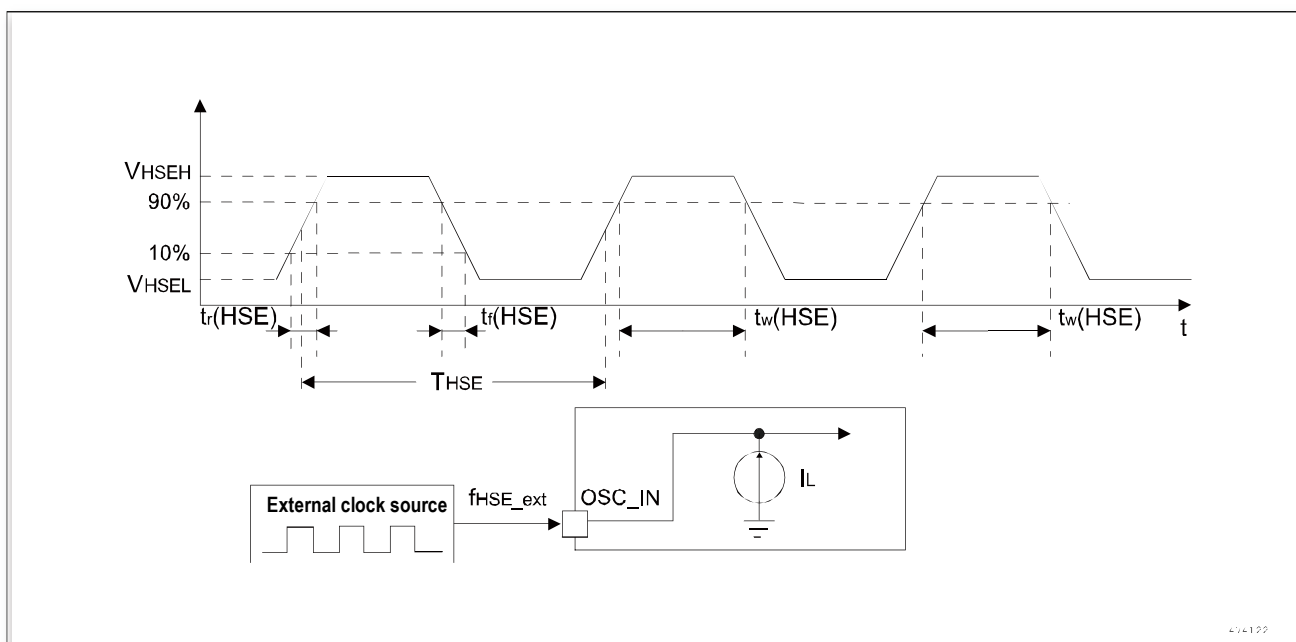 VHSEH
90%
10%
VHSEL
tr(HSE)
tf(HSE)
tw(HSE)
tw(HSE)
t
THSE
External clock source
fHSE_ext
OSC_IN
IL